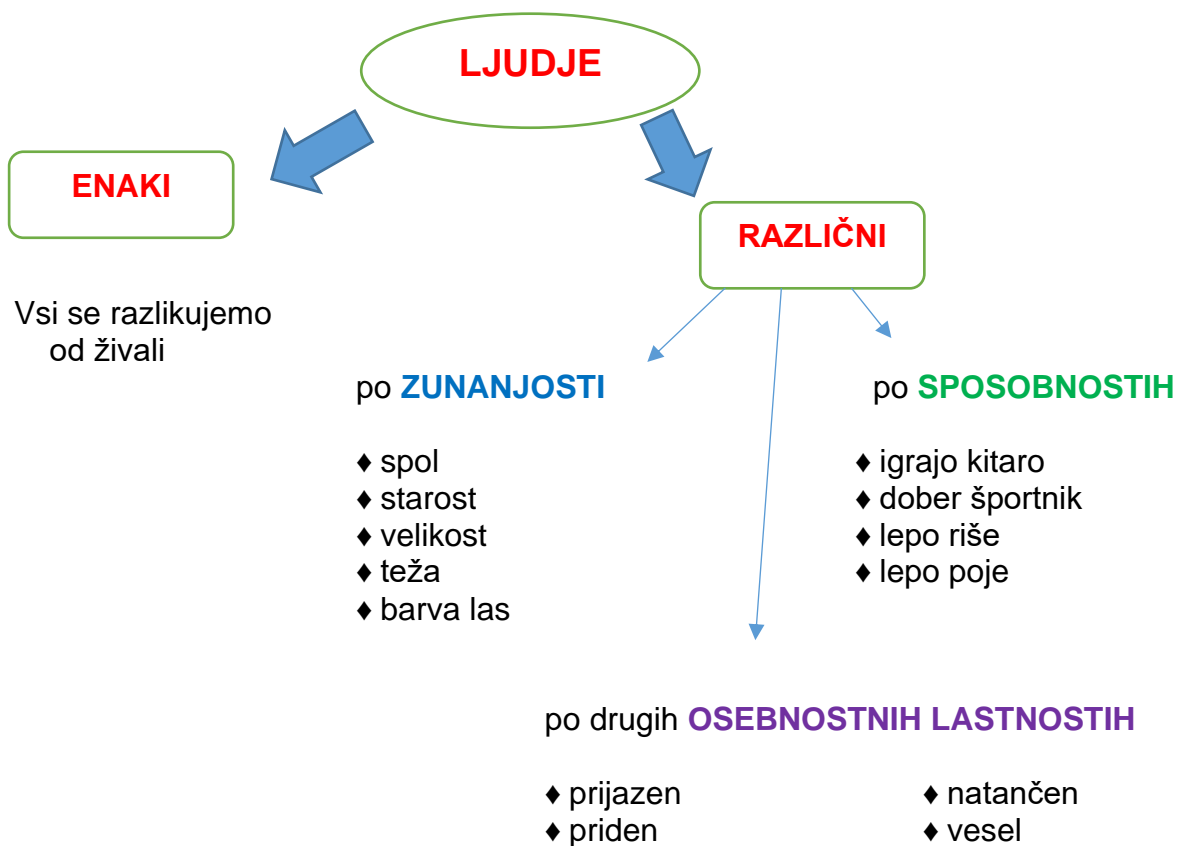 LJUDJE
ENAKI
RAZLIČNI
Vsi se razlikujemo
od živali
po ZUNANJOSTI
♦ spol
♦ starost
♦ velikost
♦ teža
♦ barva las
po SPOSOBNOSTIH
♦ igrajo kitaro
♦ dober športnik
♦ lepo riše
♦ lepo poje
po drugih OSEBNOSTNIH LASTNOSTIH
♦ prijazen
♦ priden
♦ natančen
♦ vesel